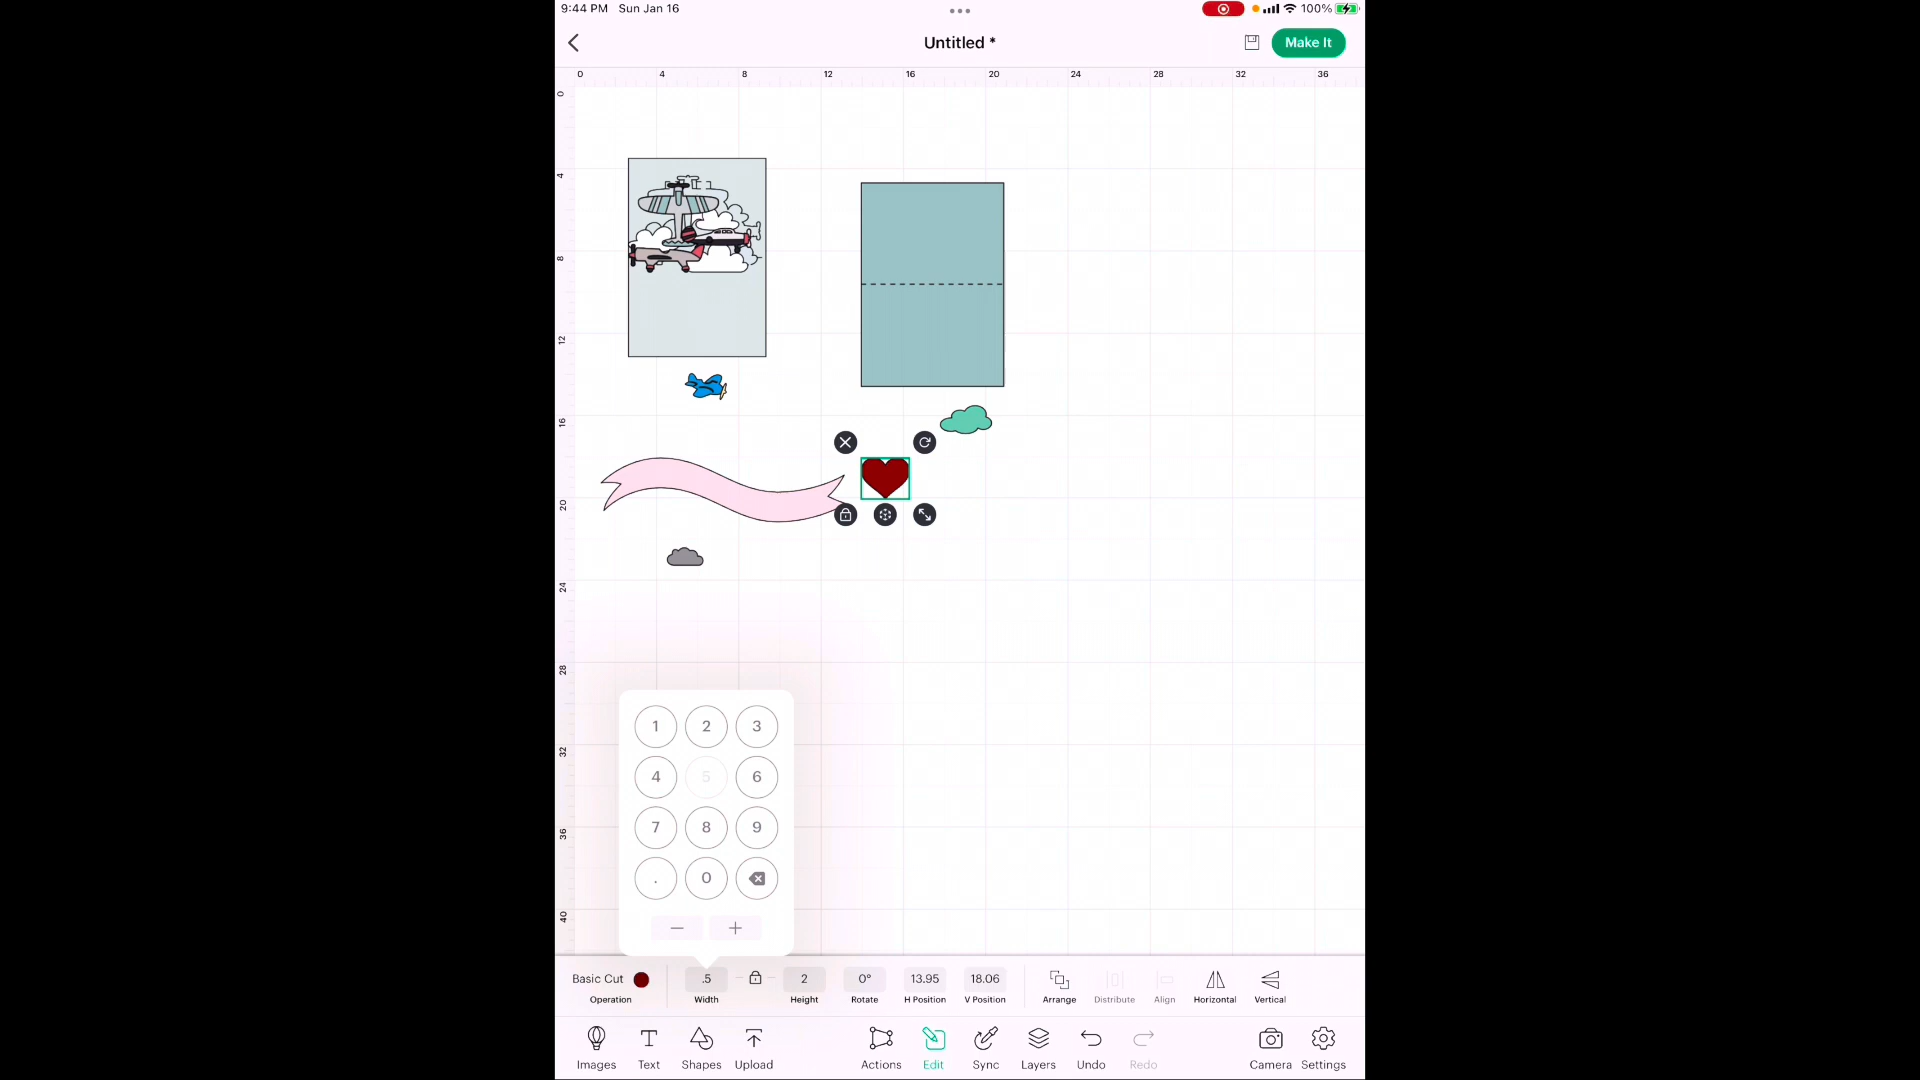 9:44 PM Sun Jan 16
100%
Untitled *
Make It
0 4 8 12 16 20 24 28 32 36
0
4
8
12
16
20
24
28
32
36
40
1 2 3
4 5 6
7 8 9
. 0
− +
Basic Cut .5 2 0° 13.95 18.06
Operation Width Height Rotate H Position V Position Arrange Distribute Align Horizontal Vertical
Images Text Shapes Upload Actions Edit Sync Layers Undo Redo Camera Settings